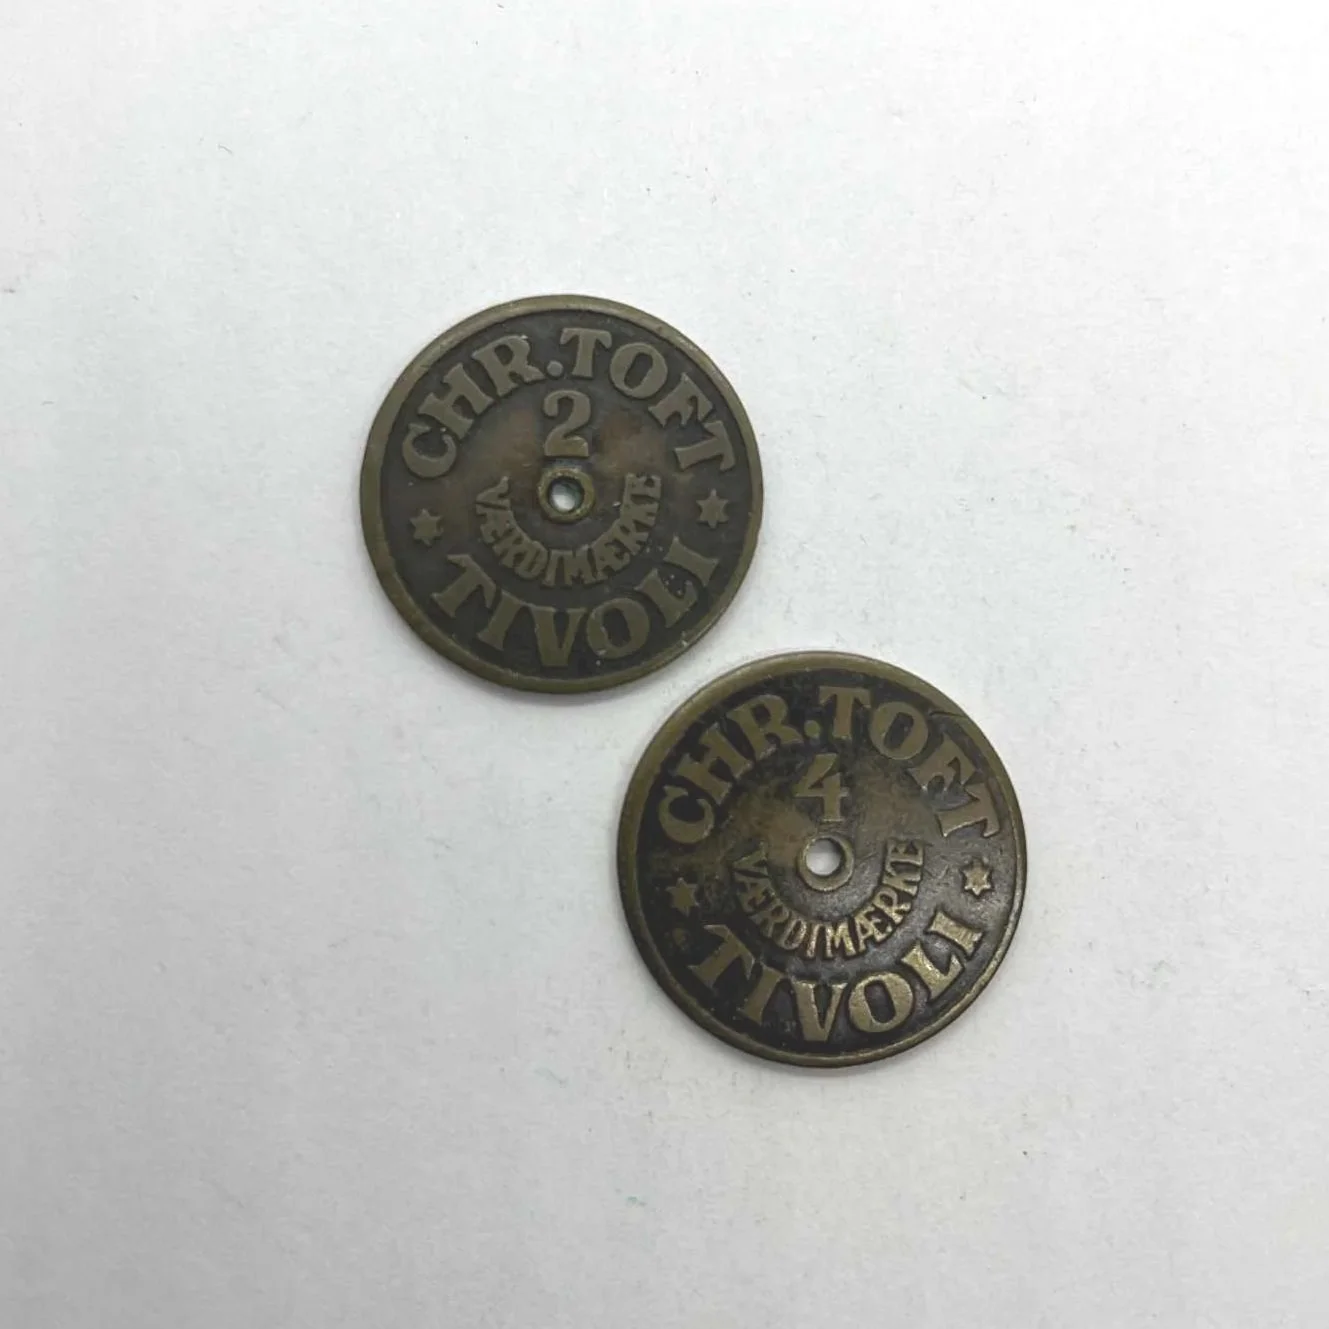 CHR. TOFT
2
VÆRDIMÆRKE
TIVOLI
CHR. TOFT
4
VÆRDIMÆRKE
TIVOLI